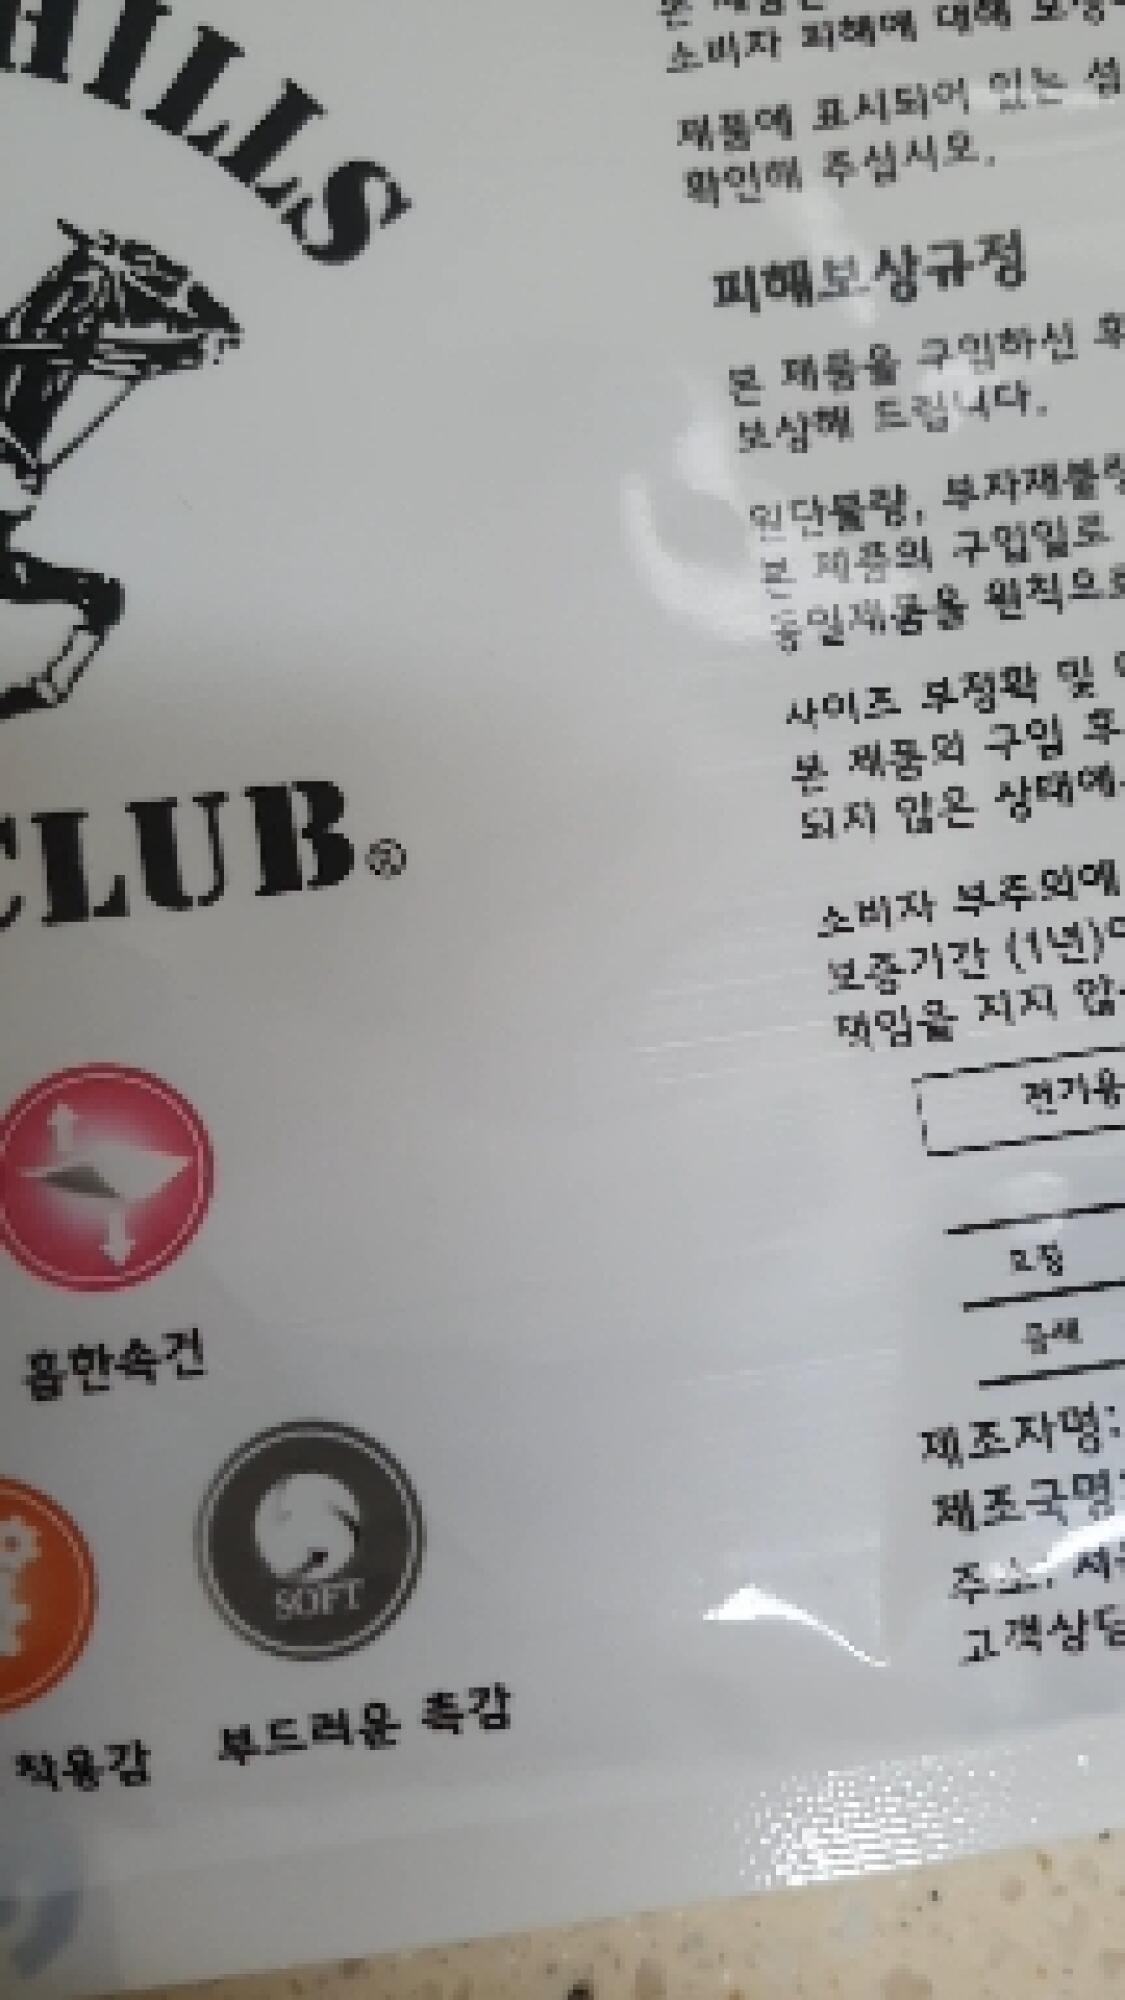 HILLS
CLUB®
흡한속건
SOFT
착용감
부드러운 촉감
소비자 피해에 대해
제품에 표시되어 있는
확인해 주십시오.
피해보상규정
본 제품을 구입하신 후
보상해 드립니다.
원단불량, 부자재불량
본 제품의 구입일로
동일제품을 원칙으로
사이즈 부정확 및
본 제품의 구입 후
되지 않은 상태에
소비자 부주의에
보증기간 (1년)
책임을 지지
전기용
제조자명:
제조국명:
주소:
고객상담